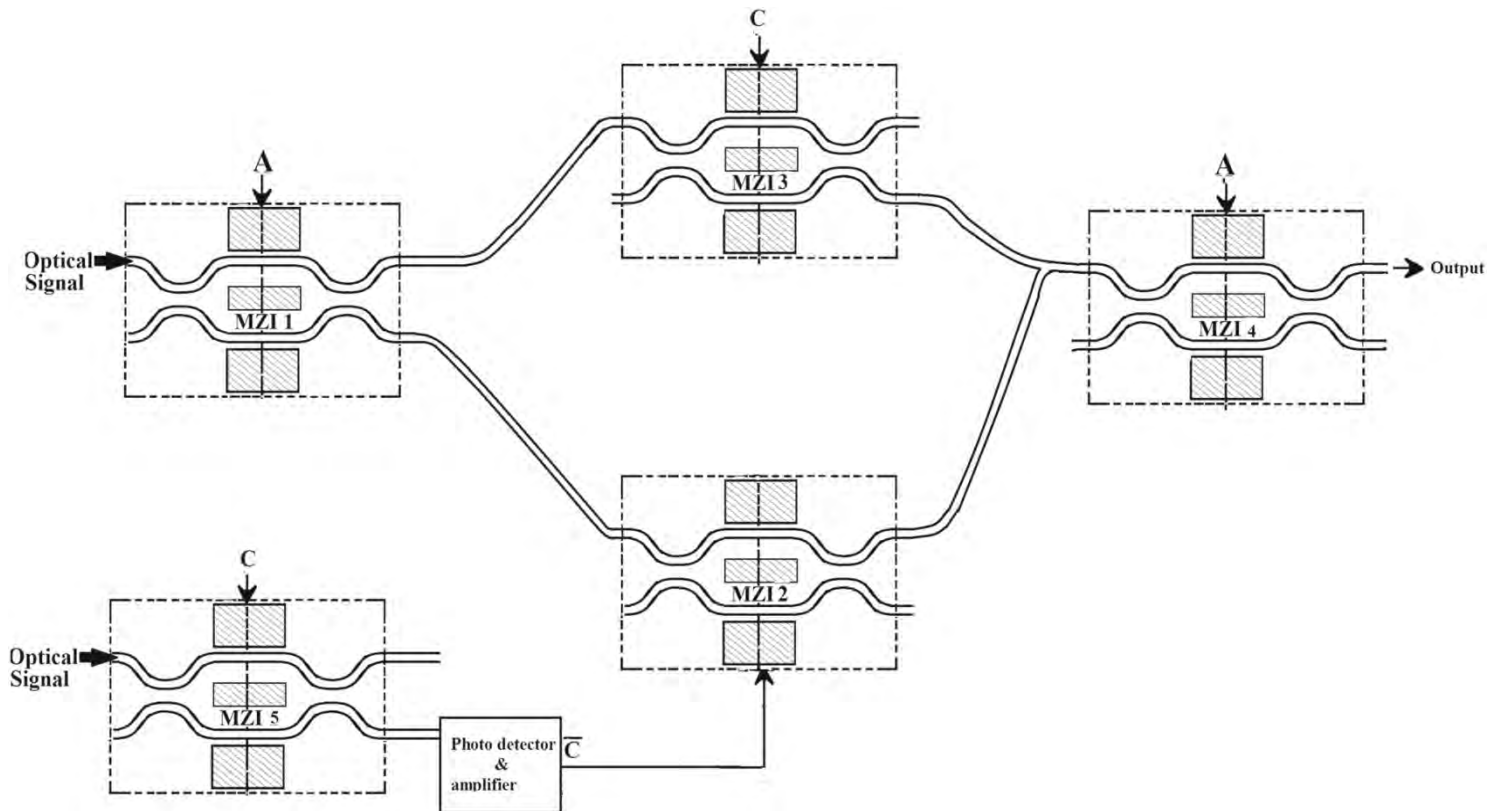 C
A
Optical
Signal
MZI 1
MZI 3
A
Output
MZI 4
MZI 2
C
Optical
Signal
MZI 5
Photo detector
&
amplifier
C̅